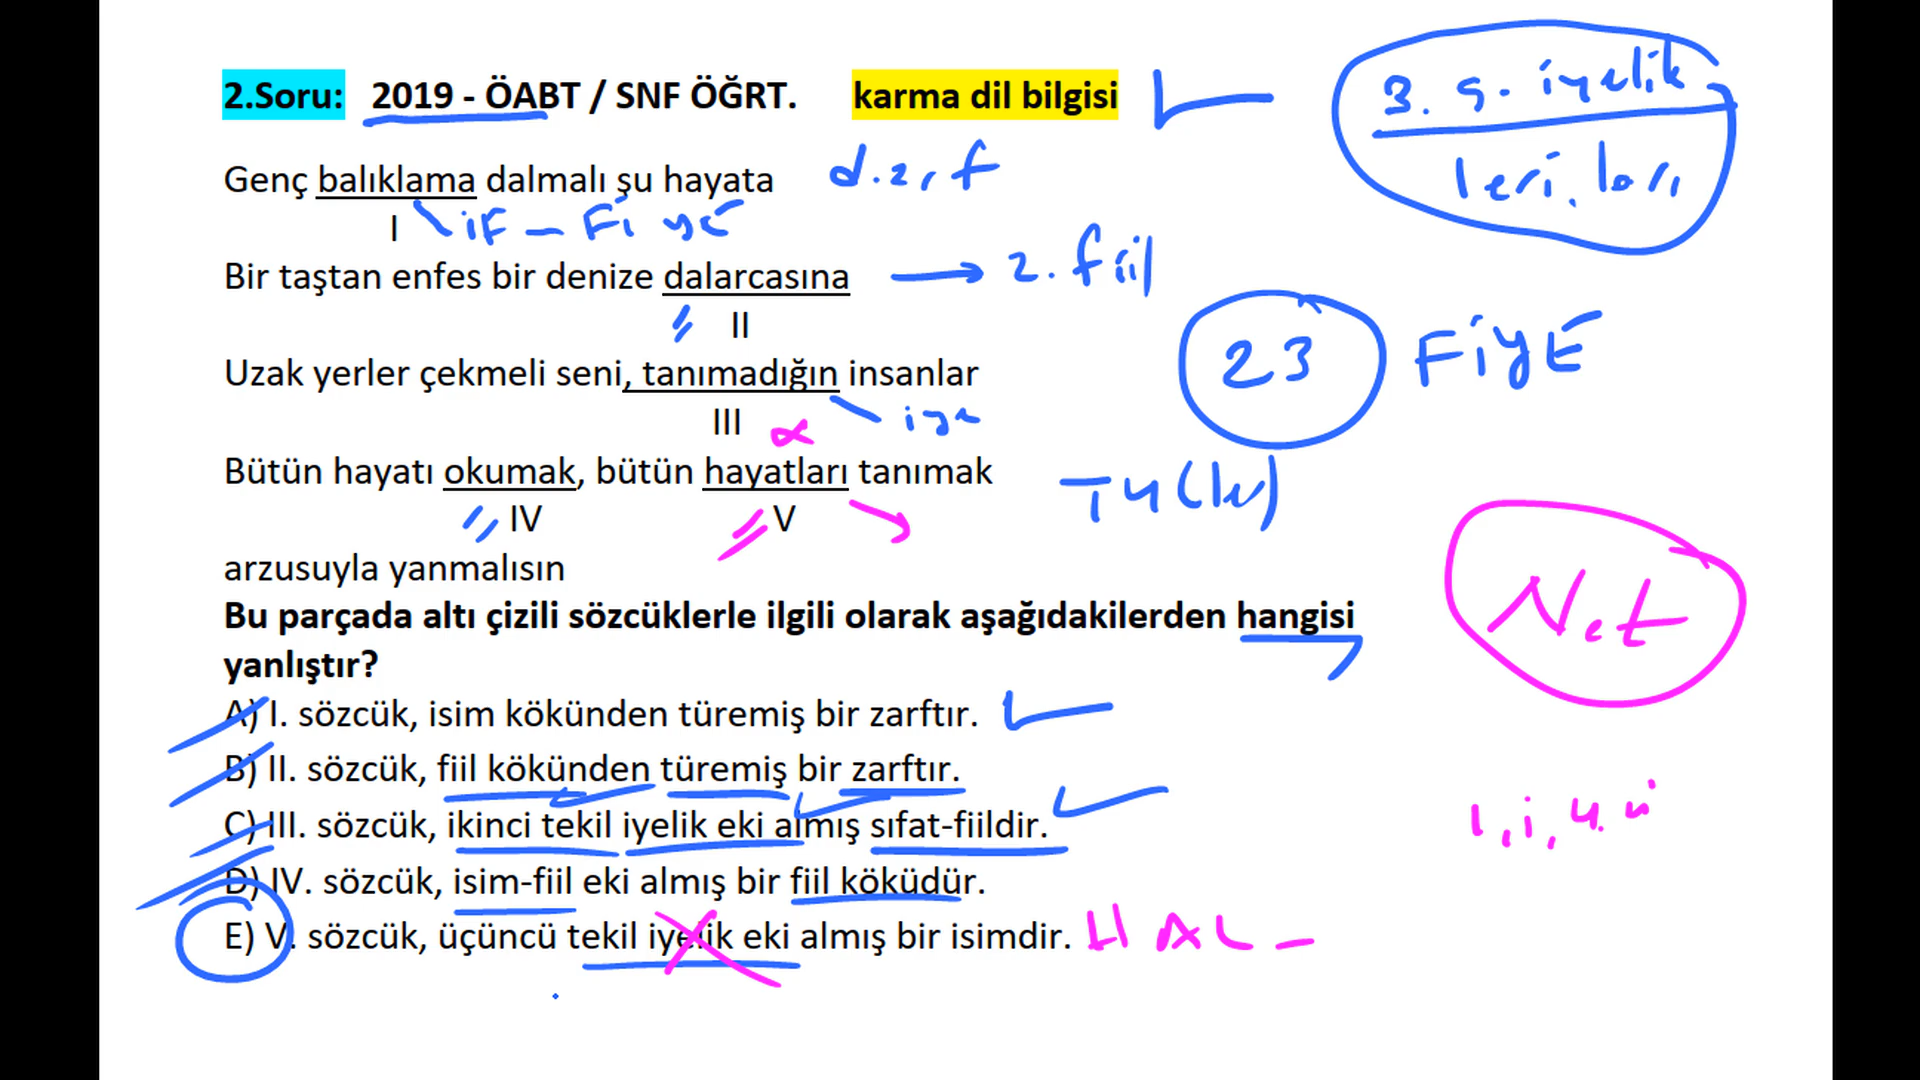 2.Soru: 2019 - ÖABT / SNF ÖĞRT. karma dil bilgisi
3. Ş. iyelik
leri, ları
Genç balıklama dalmalı şu hayata
I
iF - Fi YE
Bir taştan enfes bir denize dalarcasına → 2. fiil
II
23 FİYE
Uzak yerler çekmeli seni, tanımadığın insanlar
III
iye
Bütün hayatı okumak, bütün hayatları tanımak
IV V
arzusuyla yanmalısın
Net
Bu parçada altı çizili sözcüklerle ilgili olarak aşağıdakilerden hangisi
yanlıştır?
A) I. sözcük, isim kökünden türemiş bir zarftır.
B) II. sözcük, fiil kökünden türemiş bir zarftır.
C) III. sözcük, ikinci tekil iyelik eki almış sıfat-fiildir.
ı, i, u, ü
D) IV. sözcük, isim-fiil eki almış bir fiil köküdür.
E) V. sözcük, üçüncü tekil iyelik eki almış bir isimdir. HAL -